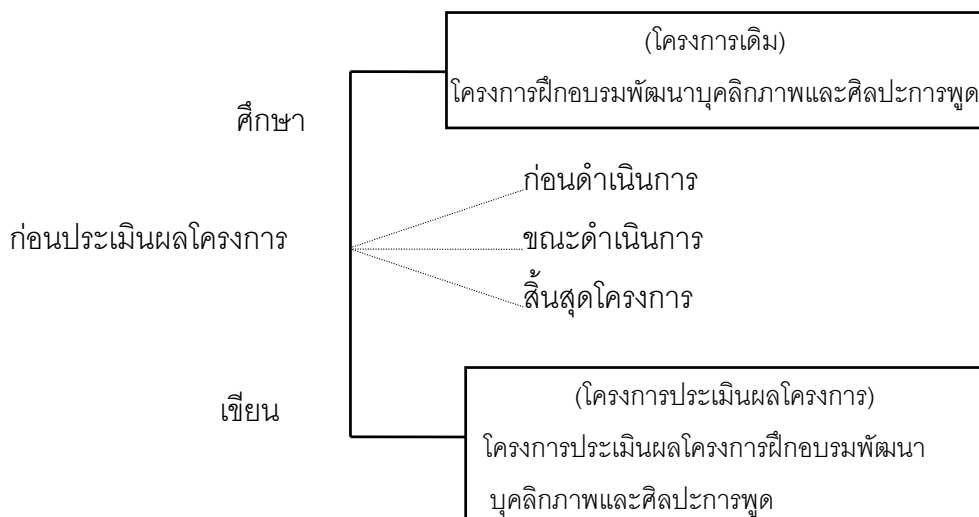 (โครงการเดิม)
โครงการฝึกอบรมพัฒนาบุคลิกภาพและศิลปะการพูด
ศึกษา
ก่อนดำเนินการ
ก่อนประเมินผลโครงการ
ขณะดำเนินการ
สิ้นสุดโครงการ
เขียน
(โครงการประเมินผลโครงการ)
โครงการประเมินผลโครงการฝึกอบรมพัฒนา
บุคลิกภาพและศิลปะการพูด